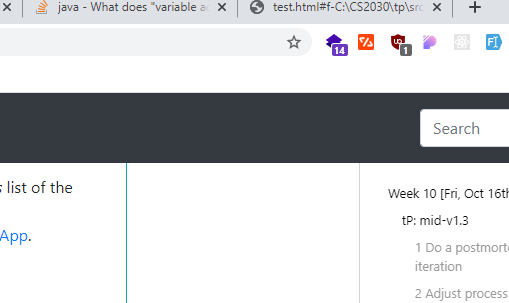 java - What does "variable a
test.html#f-C:\CS2030\tp\src
14
1
Search
s list of the
App.
Week 10 [Fri, Oct 16th
tP: mid-v1.3
1 Do a postmorte
iteration
2 Adjust process